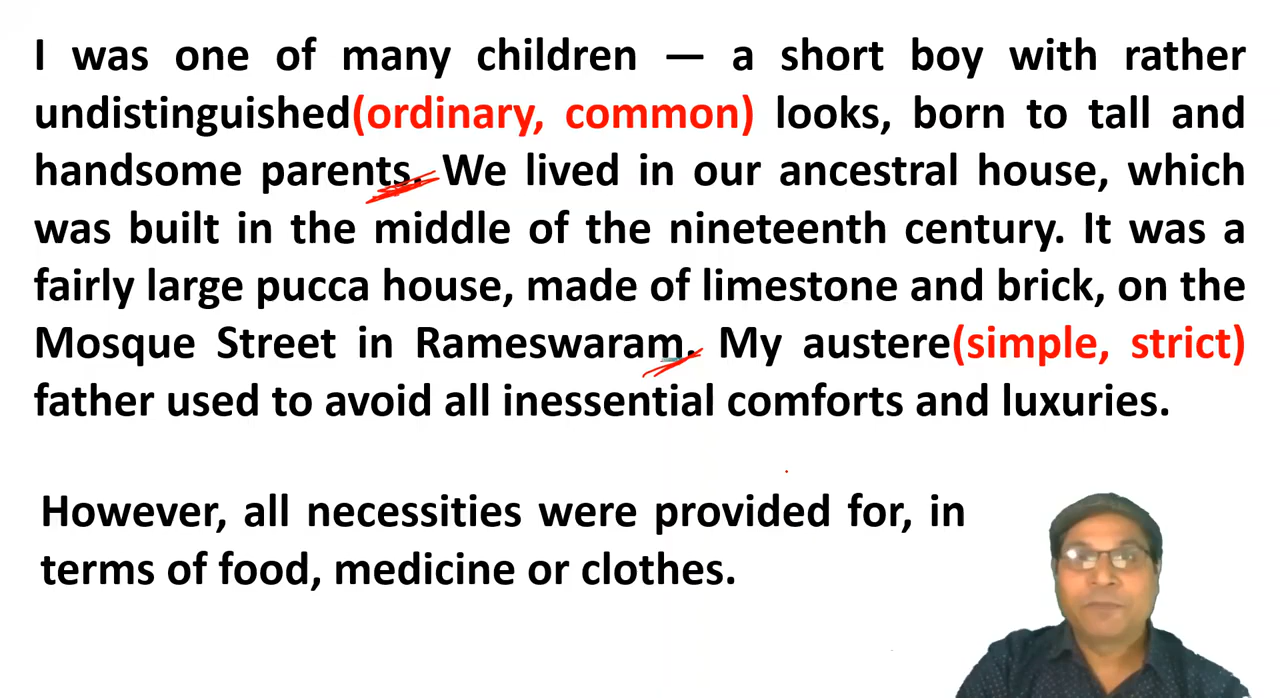 I was one of many children — a short boy with rather
undistinguished(ordinary, common) looks, born to tall and
handsome parents. We lived in our ancestral house, which
was built in the middle of the nineteenth century. It was a
fairly large pucca house, made of limestone and brick, on the
Mosque Street in Rameswaram. My austere(simple, strict)
father used to avoid all inessential comforts and luxuries.
However, all necessities were provided for, in
terms of food, medicine or clothes.